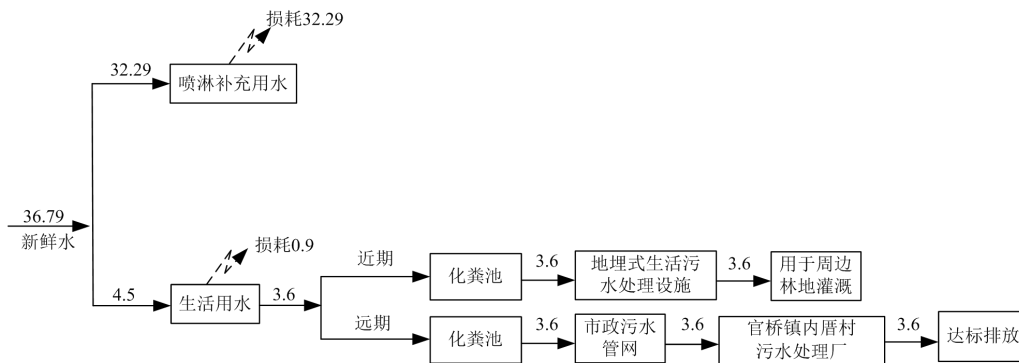 损耗32.29
32.29
喷淋补充用水
36.79
新鲜水
损耗0.9
4.5
生活用水
3.6
近期
化粪池
3.6
地埋式生活污
水处理设施
3.6
用于周边
林地灌溉
远期
化粪池
3.6
市政污水
管网
3.6
官桥镇内厝村
污水处理厂
3.6
达标排放